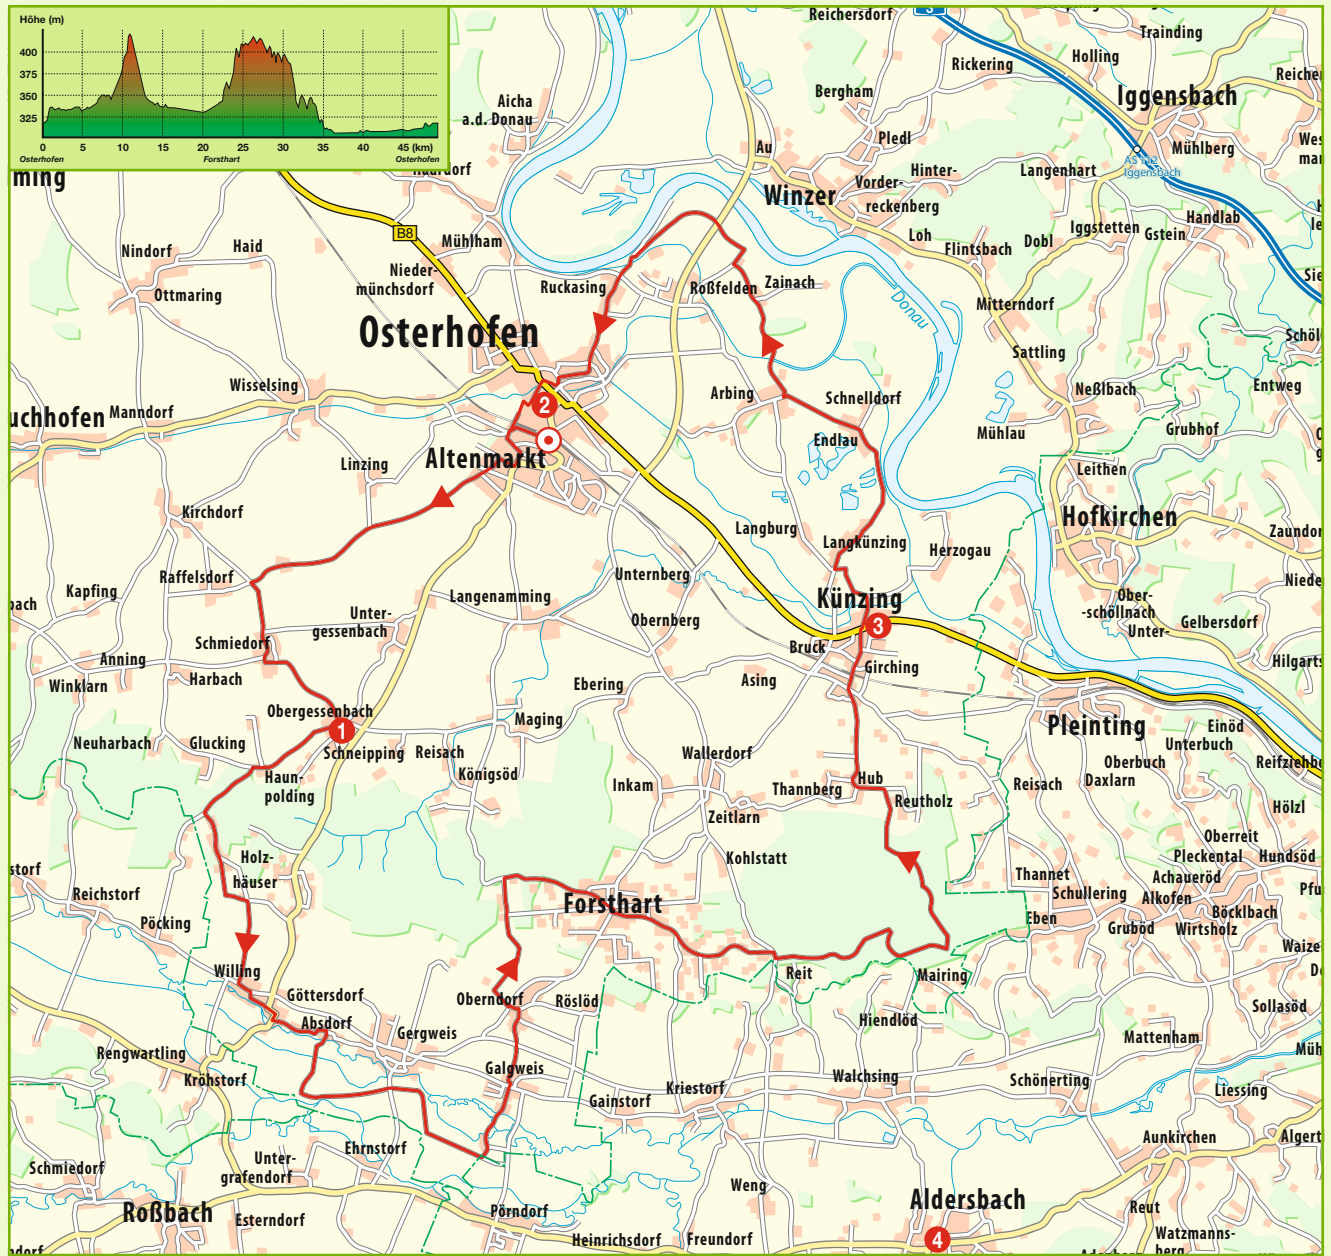 Höhe (m)
400
375
350
325
0
5
10
15
20
25
30
35
40
45 (km)
Osterhofen
Forsthart
Osterhofen
Reichersdorf
3
Trainding
Holling
Rickering
Iggensbach
Bergham
Aicha
a.d. Donau
Pledl
Au
Mühlberg
AS 112
Iggensbach
Winzer
Vorder-
reckenberg
Hinter-
Langenhart
Handlab
Loh
Flintsbach
Dobl
Iggstetten
Gstein
B8
Mühlham
Nindorf
Haid
Nieder-
münchsdorf
Ottmaring
Ruckasing
Roßfelden
Zainach
Donau
Mitterndorf
Osterhofen
Sattling
Wisselsing
Arbing
Schnelldorf
Neßlbach
Entweg
Manndorf
2
Endlau
Mühlau
Grubhof
Altenmarkt
Linzing
Leithen
Kirchdorf
Langburg
Hofkirchen
Langkünzing
Herzogau
Raffelsdorf
Unternberg
Kapfing
Langenamming
Künzing
Ober-
-schöllnach
Unter-
Unter-
gessenbach
Obernberg
3
Gelbersdorf
Schmiedorf
Bruck
Anning
Girching
Harbach
Winklarn
Ebering
Asing
Obergessenbach
1
Maging
Pleinting
Einöd
Neuharbach
Glucking
Schneipping
Reisach
Wallerdorf
Unterbuch
Oberbuch
Königsöd
Haun-
polding
Inkam
Thannberg
Hub
Reisach
Daxlarn
Reutholz
Hölzl
Zeitlarn
Oberreit
Holz-
häuser
Kohlstatt
Pleckental
Hundsöd
Thannet
Achaueröd
Reichstorf
Schullering
Alkofen
Forsthart
Böcklbach
Pöcking
Eben
Gruböd
Wirtsholz
Willing
Reit
Mairing
Göttersdorf
Oberndorf
Röslöd
Sollasöd
Absdorf
Hiendlöd
Gergweis
Mattenham
Rengwartling
Galgweis
Kröhstorf
Kriestorf
Walchsing
Schönerting
Gainstorf
Liessing
Ehrnstorf
Aunkirchen
Schmiedorf
Unter-
grafendorf
Weng
Aldersbach
Roßbach
Esterndorf
Pörndorf
Reut
Heinrichsdorf
Freundorf
4
Watzmanns-
berg